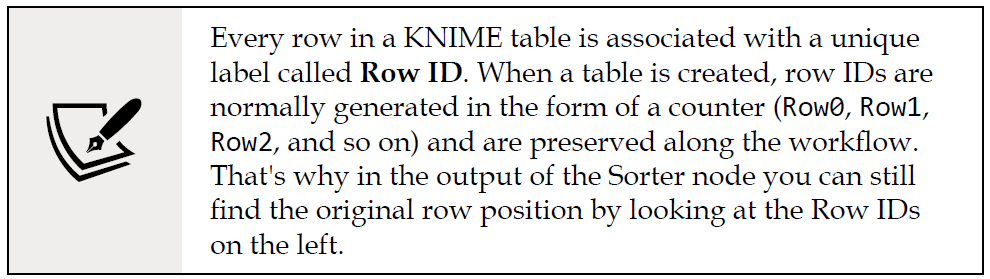 Every row in a KNIME table is associated with a unique
label called Row ID. When a table is created, row IDs are
normally generated in the form of a counter (Row0, Row1,
Row2, and so on) and are preserved along the workflow.
That's why in the output of the Sorter node you can still
find the original row position by looking at the Row IDs
on the left.